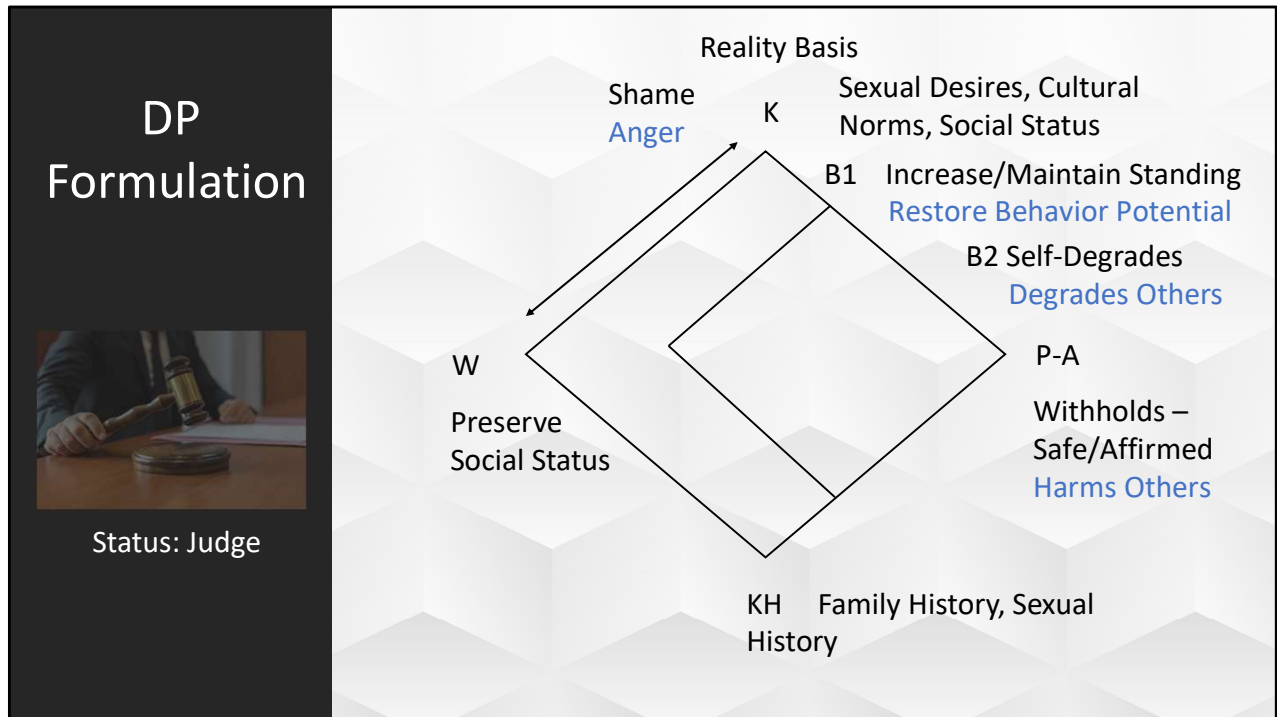 DP
Formulation
Status: Judge
Reality Basis
Shame
Anger
K
Sexual Desires, Cultural
Norms, Social Status
B1 Increase/Maintain Standing
Restore Behavior Potential
B2 Self-Degrades
Degrades Others
W
Preserve
Social Status
P-A
Withholds –
Safe/Affirmed
Harms Others
KH Family History, Sexual
History